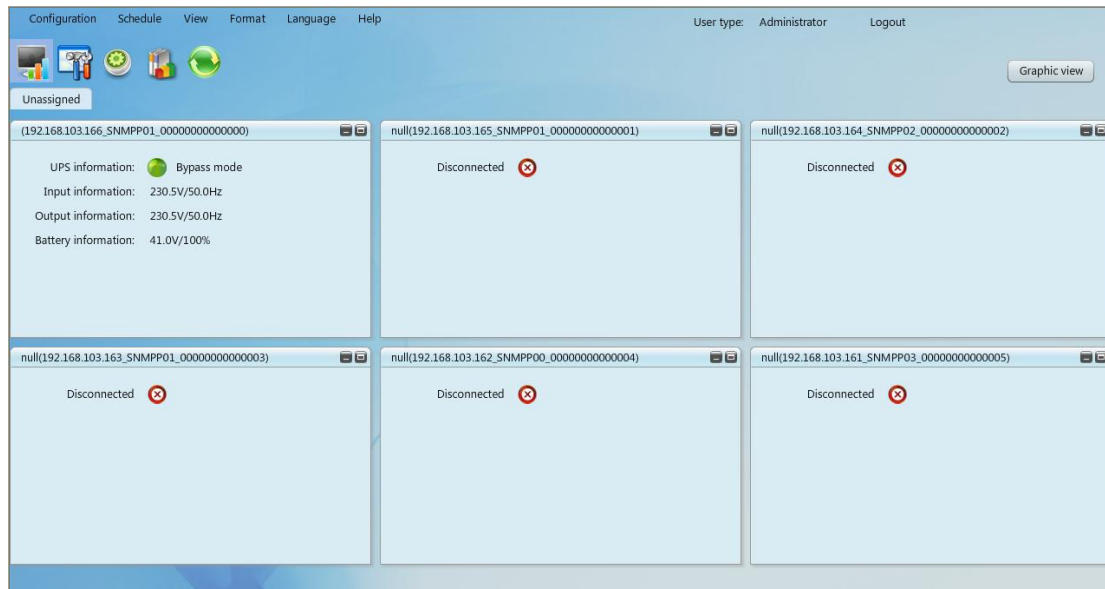 Configuration Schedule View Format Language Help User type: Administrator Logout
Graphic view
Unassigned
(192.168.103.166_SNMPP01_00000000000000)
UPS information: Bypass mode
Input information: 230.5V/50.0Hz
Output information: 230.5V/50.0Hz
Battery information: 41.0V/100%
null(192.168.103.165_SNMPP01_00000000000001)
Disconnected
null(192.168.103.164_SNMPP02_00000000000002)
Disconnected
null(192.168.103.163_SNMPP01_00000000000003)
Disconnected
null(192.168.103.162_SNMPP00_00000000000004)
Disconnected
null(192.168.103.161_SNMPP03_00000000000005)
Disconnected